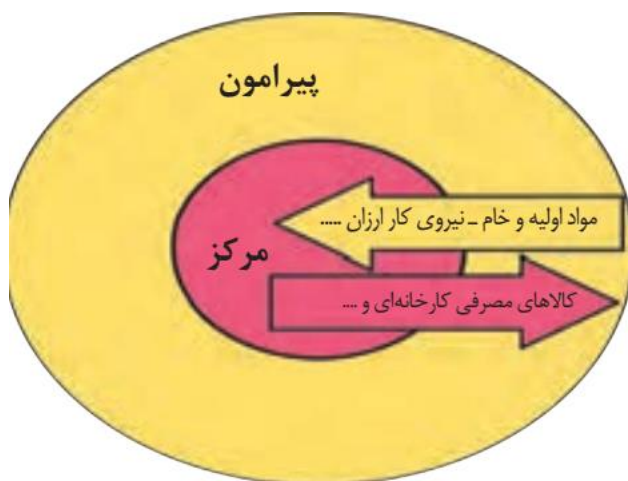 پیرامون
مواد اولیه و خام ـ نیروی کار ارزان .....
مرکز
کالاهای مصرفی کارخانه‌ای و ....